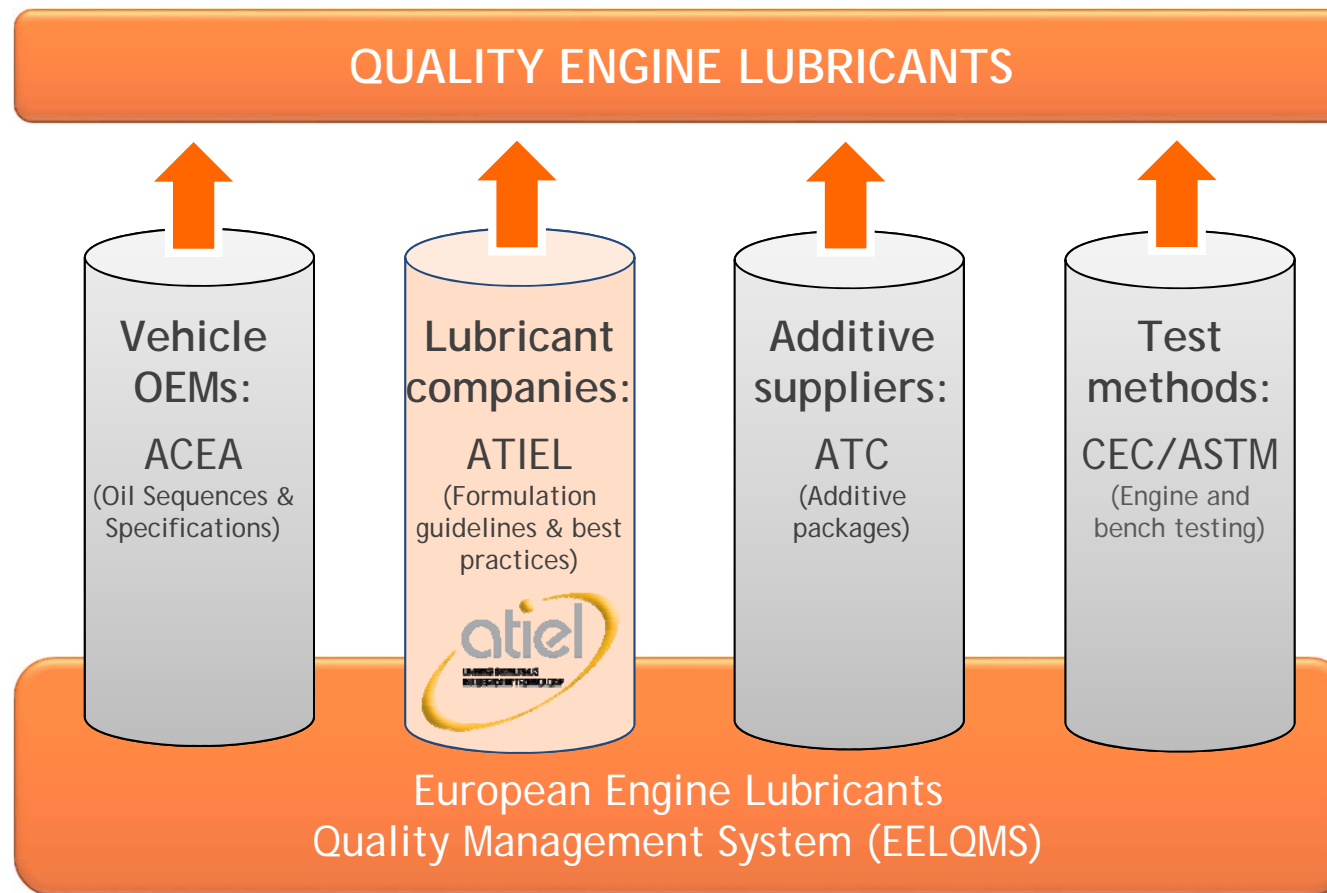 QUALITY ENGINE LUBRICANTS
Vehicle
OEMs:
ACEA
(Oil Sequences &
Specifications)
Lubricant
companies:
ATIEL
(Formulation
guidelines & best
practices)
atiel
Additive
suppliers:
ATC
(Additive
packages)
Test
methods:
CEC/ASTM
(Engine and
bench testing)
European Engine Lubricants
Quality Management System (EELQMS)